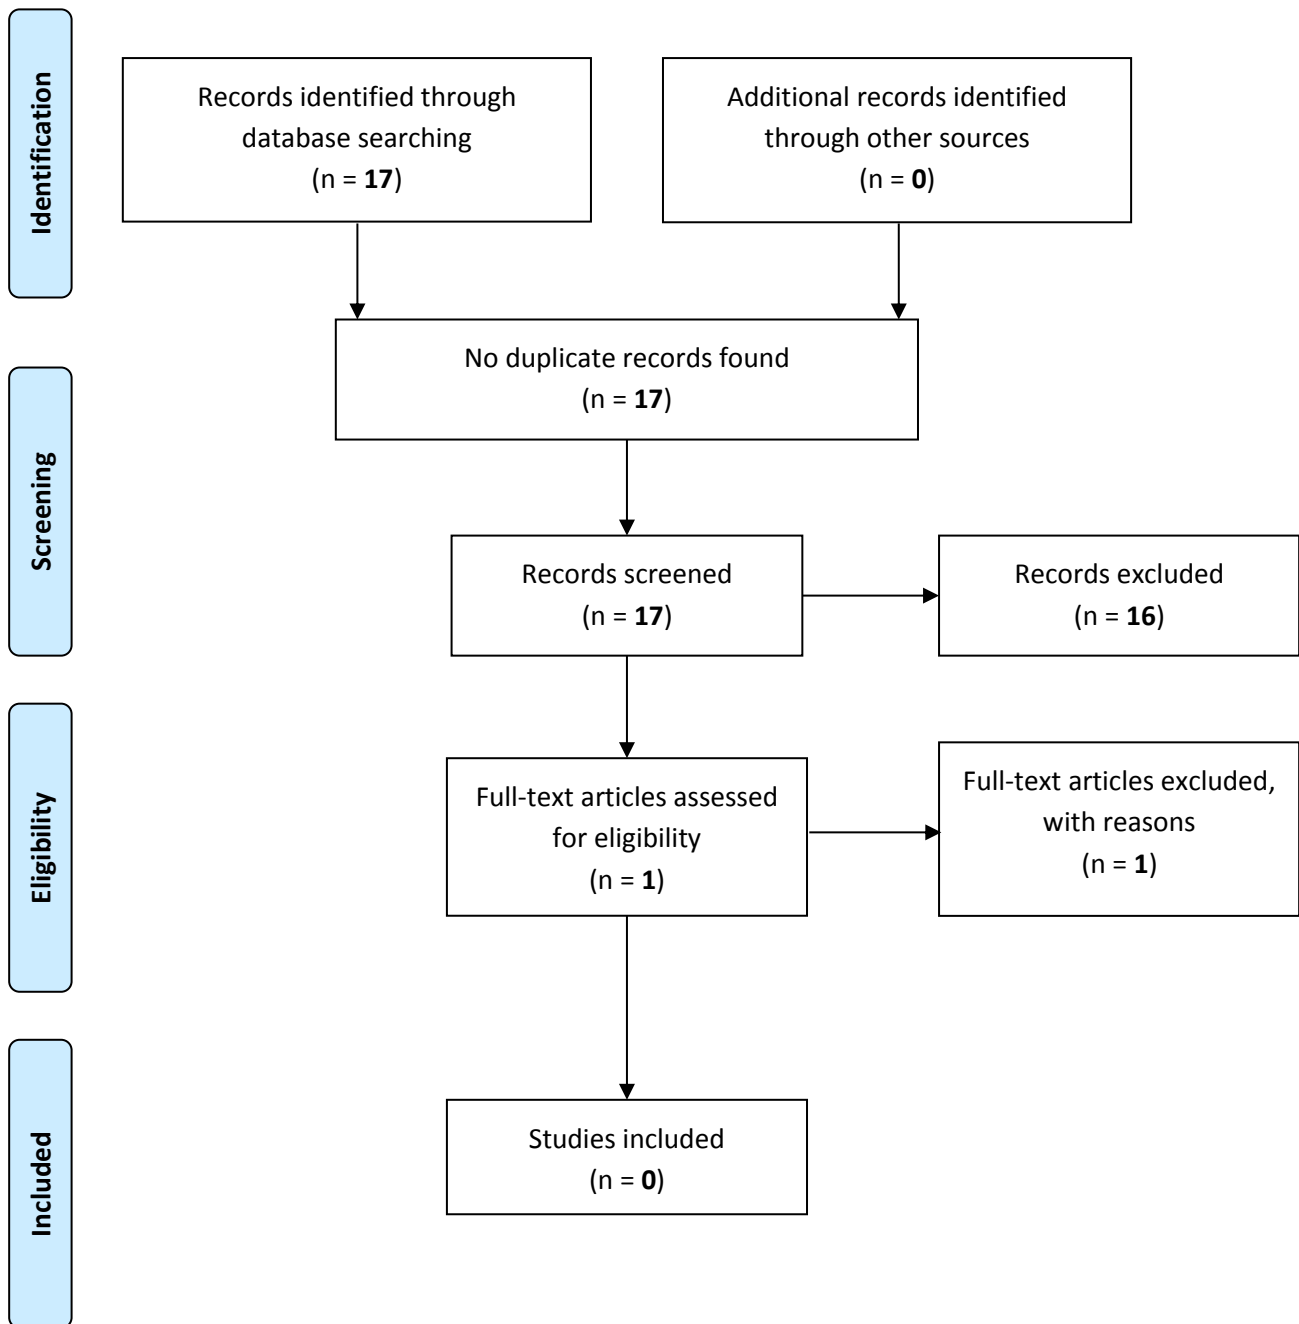 Identification
Records identified through
database searching
(n = 17)
Additional records identified
through other sources
(n = 0)
No duplicate records found
(n = 17)
Screening
Records screened
(n = 17)
Records excluded
(n = 16)
Eligibility
Full-text articles assessed
for eligibility
(n = 1)
Full-text articles excluded,
with reasons
(n = 1)
Included
Studies included
(n = 0)